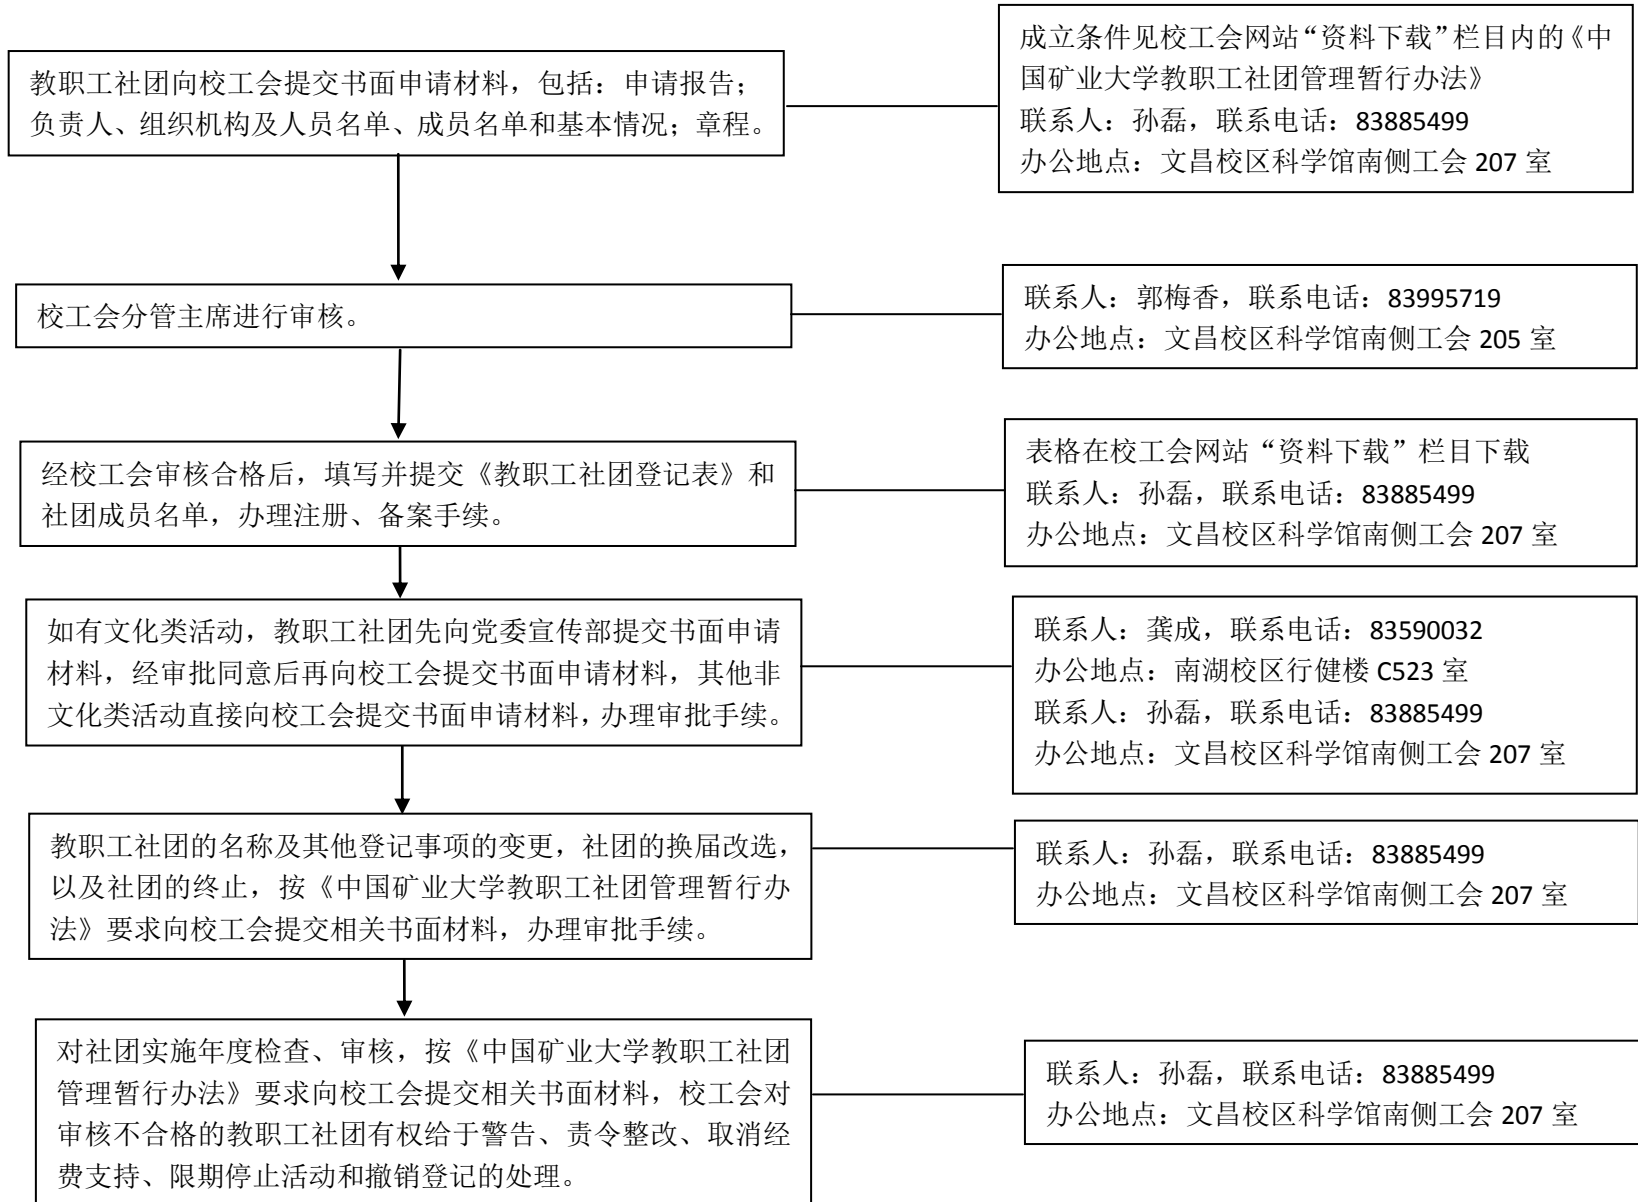 教职工社团向校工会提交书面申请材料，包括：申请报告；
负责人、组织机构及人员名单、成员名单和基本情况；章程。
成立条件见校工会网站“资料下载”栏目内的《中
国矿业大学教职工社团管理暂行办法》
联系人：孙磊，联系电话：83885499
办公地点：文昌校区科学馆南侧工会 207 室
校工会分管主席进行审核。
联系人：郭梅香，联系电话：83995719
办公地点：文昌校区科学馆南侧工会 205 室
经校工会审核合格后，填写并提交《教职工社团登记表》和
社团成员名单，办理注册、备案手续。
表格在校工会网站“资料下载”栏目下载
联系人：孙磊，联系电话：83885499
办公地点：文昌校区科学馆南侧工会 207 室
如有文化类活动，教职工社团先向党委宣传部提交书面申请
材料，经审批同意后再向校工会提交书面申请材料，其他非
文化类活动直接向校工会提交书面申请材料，办理审批手续。
联系人：龚成，联系电话：83590032
办公地点：南湖校区行健楼 C523 室
联系人：孙磊，联系电话：83885499
办公地点：文昌校区科学馆南侧工会 207 室
教职工社团的名称及其他登记事项的变更，社团的换届改选，
以及社团的终止，按《中国矿业大学教职工社团管理暂行办
法》要求向校工会提交相关书面材料，办理审批手续。
联系人：孙磊，联系电话：83885499
办公地点：文昌校区科学馆南侧工会 207 室
对社团实施年度检查、审核，按《中国矿业大学教职工社团
管理暂行办法》要求向校工会提交相关书面材料，校工会对
审核不合格的教职工社团有权给于警告、责令整改、取消经
费支持、限期停止活动和撤销登记的处理。
联系人：孙磊，联系电话：83885499
办公地点：文昌校区科学馆南侧工会 207 室